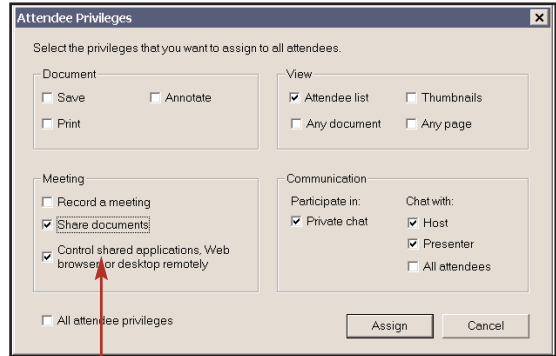 Attendee Privileges
Select the privileges that you want to assign to all attendees.
Document
Save
Annotate
Print
View
Attendee list
Thumbnails
Any document
Any page
Meeting
Record a meeting
Share documents
Control shared applications, Web
browser or desktop remotely
Communication
Participate in:
Private chat
Chat with:
Host
Presenter
All attendees
All attendee privileges
Assign
Cancel